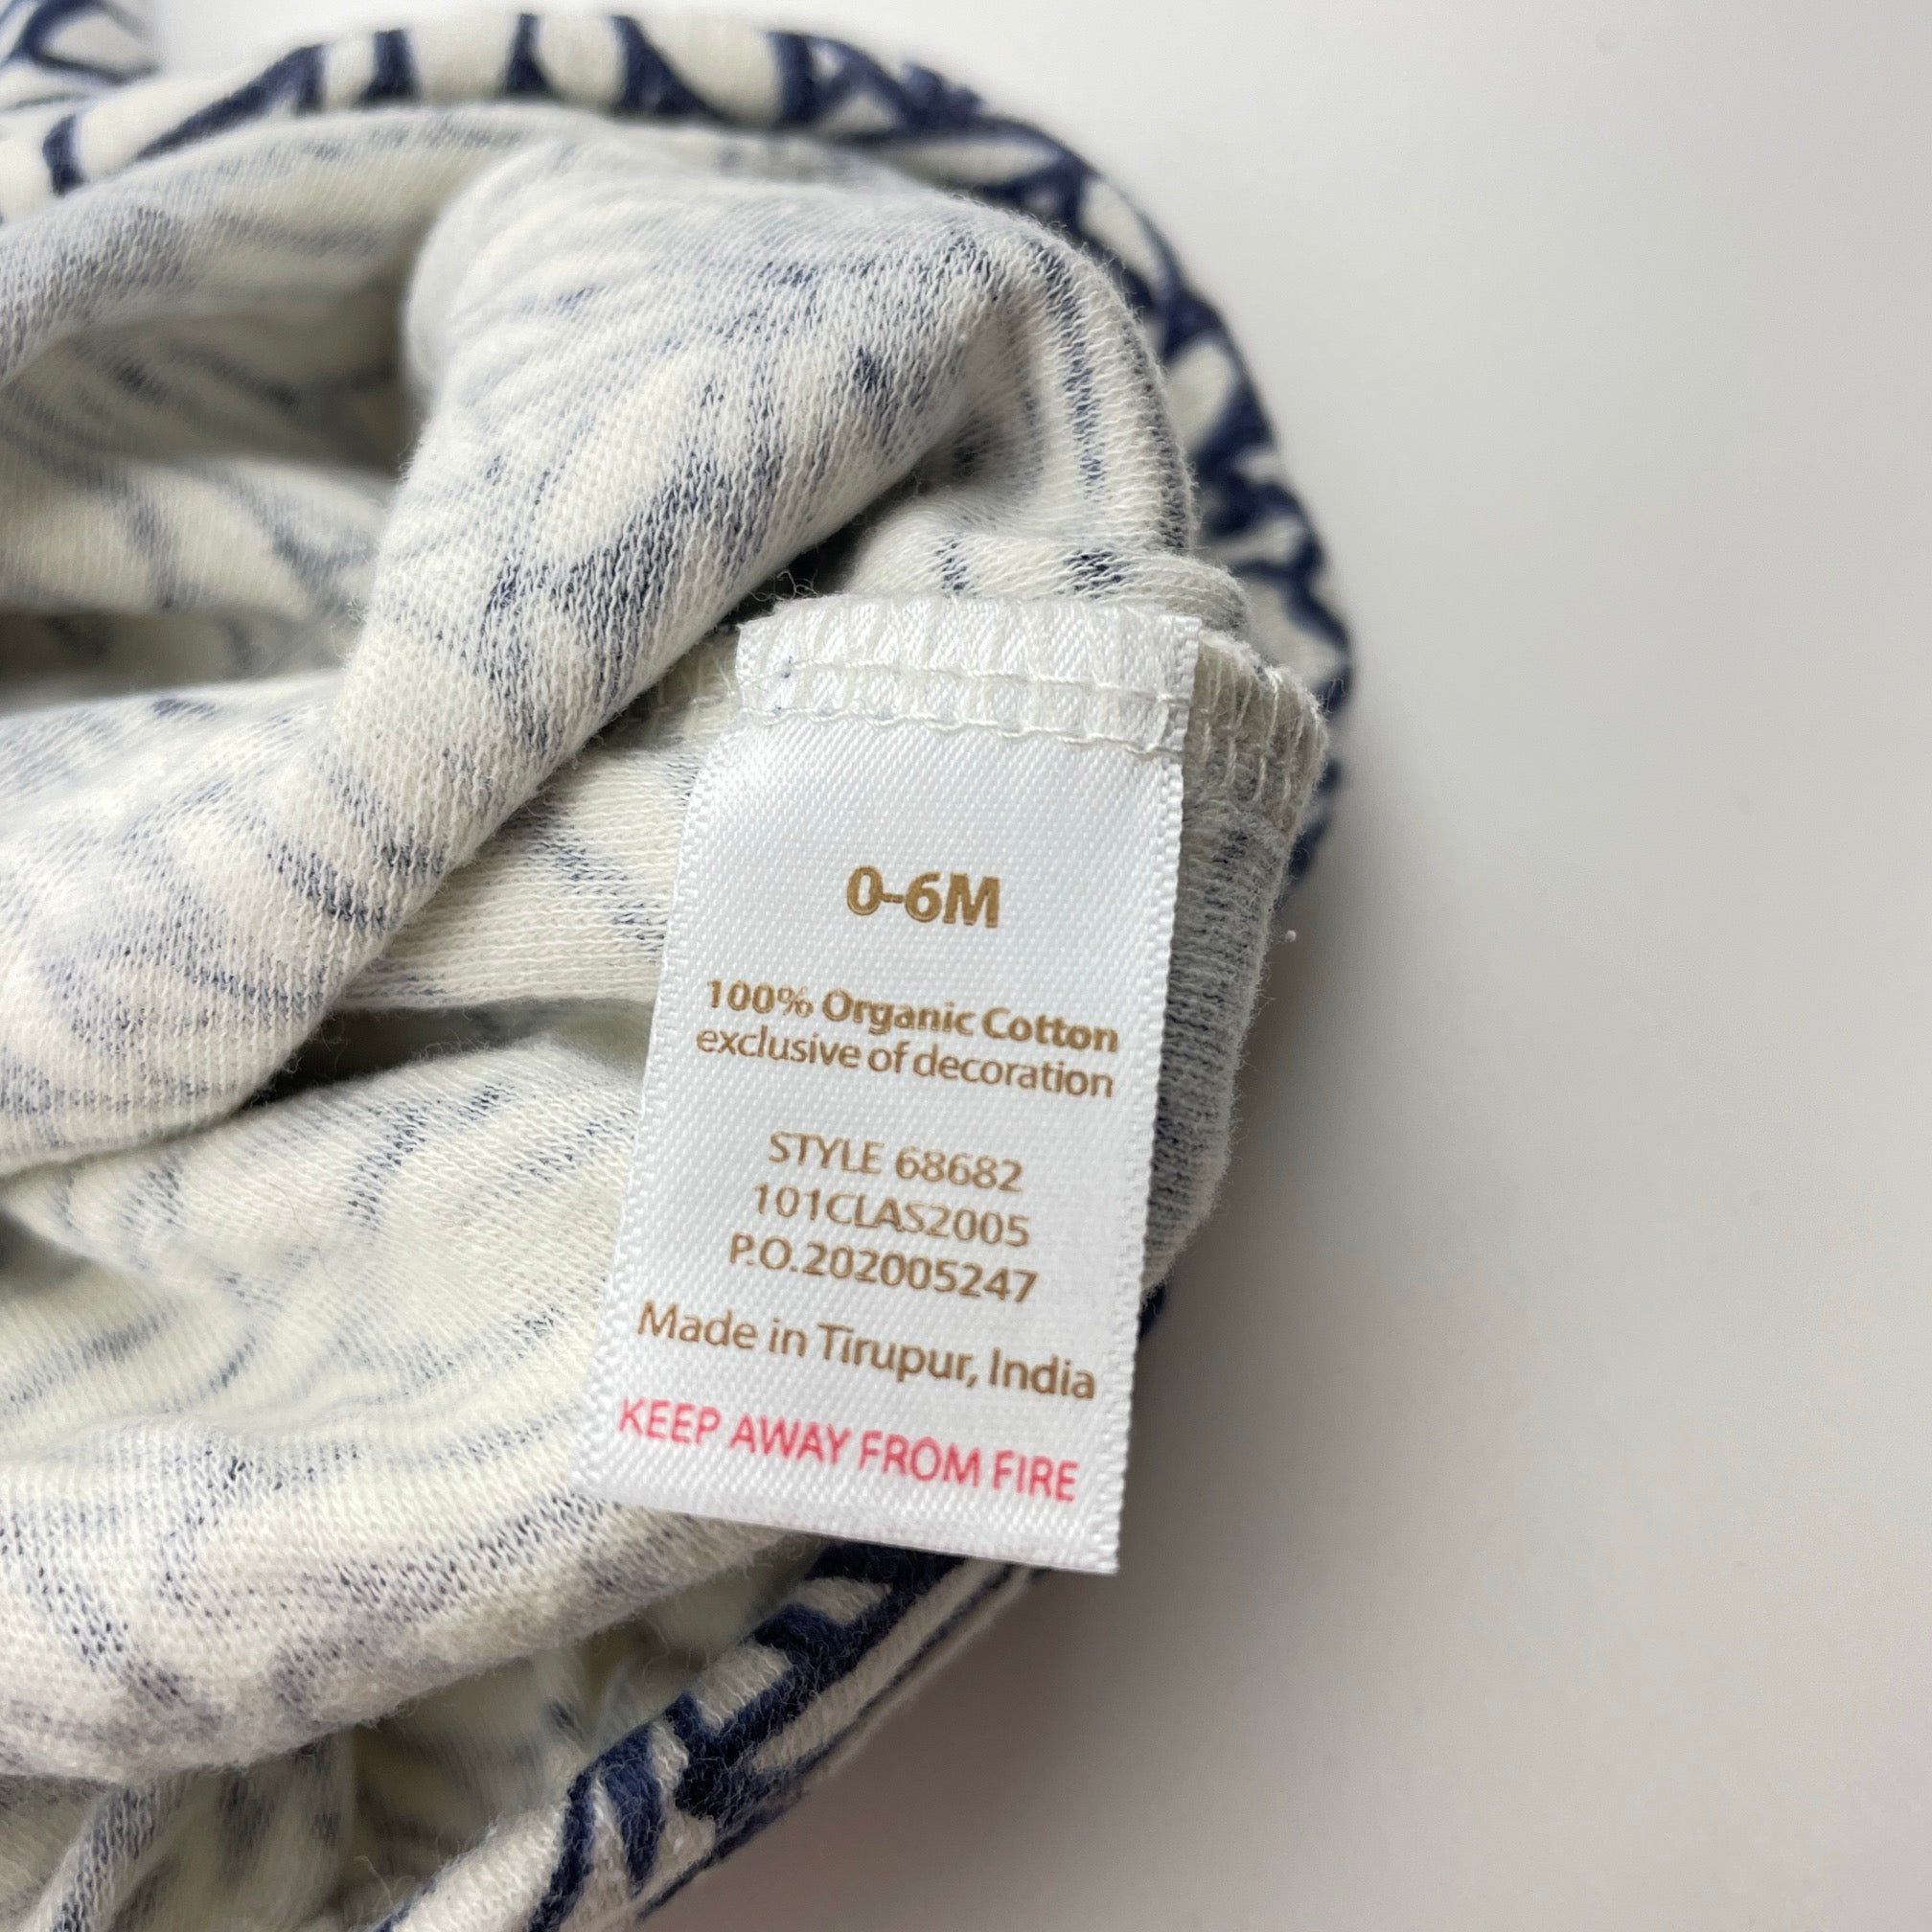 0-6M
100% Organic Cotton
exclusive of decoration
STYLE 68682
101CLAS2005
P.O.202005247
Made in Tirupur, India
KEEP AWAY FROM FIRE